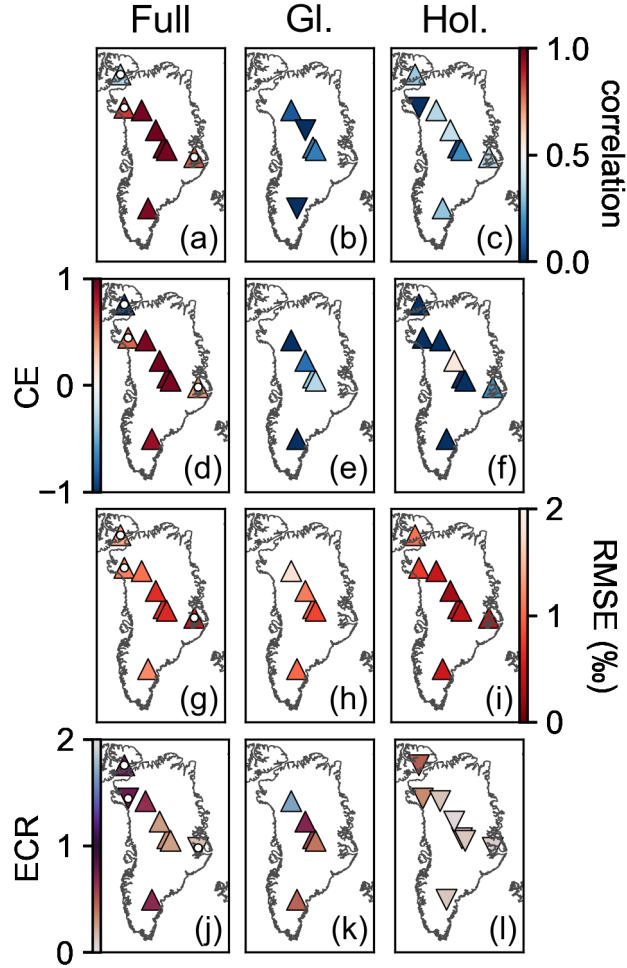 Full Gl. Hol.
(a) (b) (c)
1.0
0.5
0.0
correlation
1
0
−1
CE
(d) (e) (f)
(g) (h) (i)
2
1
0
RMSE (‰)
2
1
0
ECR
(j) (k) (l)